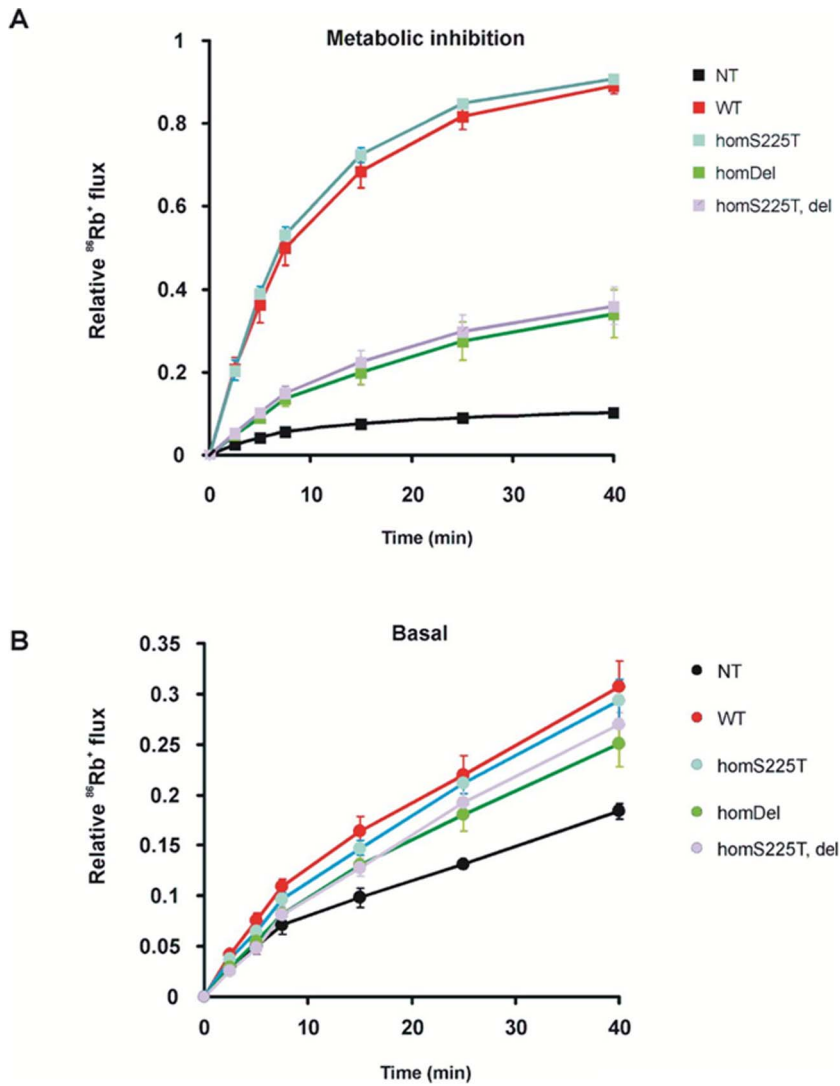 A
Metabolic inhibition
Relative ⁸⁶Rb⁺ flux
1
0.8
0.6
0.4
0.2
0
0 10 20 30 40
Time (min)
NT
WT
homS225T
homDel
homS225T, del
B
Basal
Relative ⁸⁶Rb⁺ flux
0.35
0.3
0.25
0.2
0.15
0.1
0.05
0
0 10 20 30 40
Time (min)
NT
WT
homS225T
homDel
homS225T, del